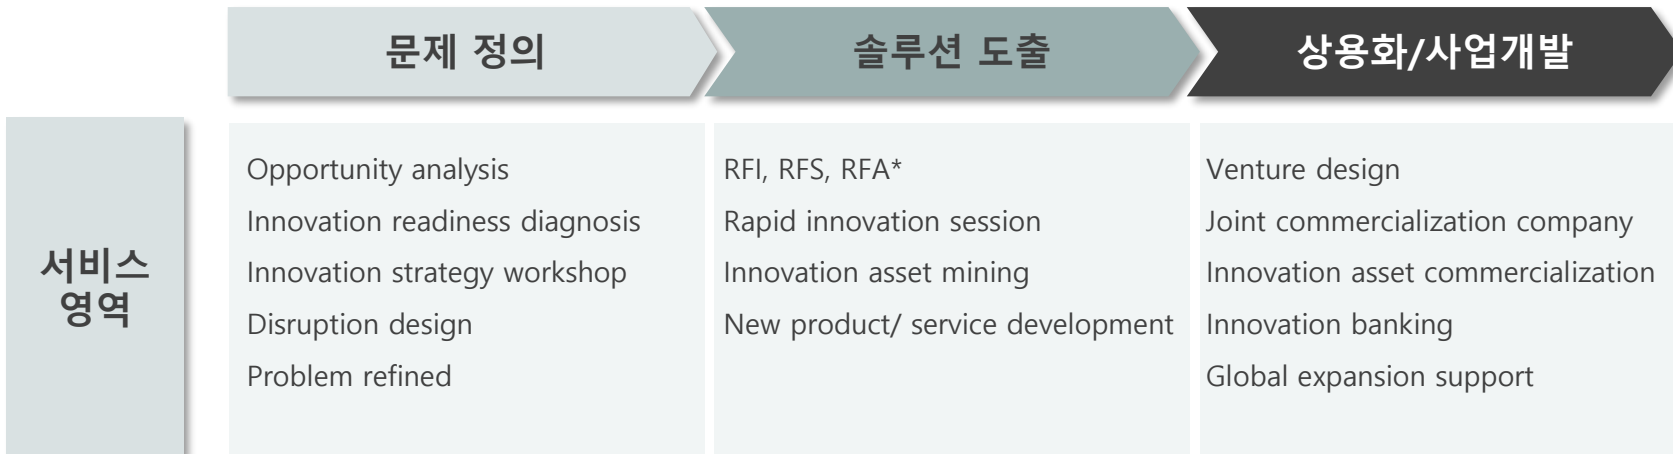 문제 정의
솔루션 도출
상용화/사업개발
서비스
영역
Opportunity analysis
Innovation readiness diagnosis
Innovation strategy workshop
Disruption design
Problem refined
RFI, RFS, RFA*
Rapid innovation session
Innovation asset mining
New product/ service development
Venture design
Joint commercialization company
Innovation asset commercialization
Innovation banking
Global expansion support